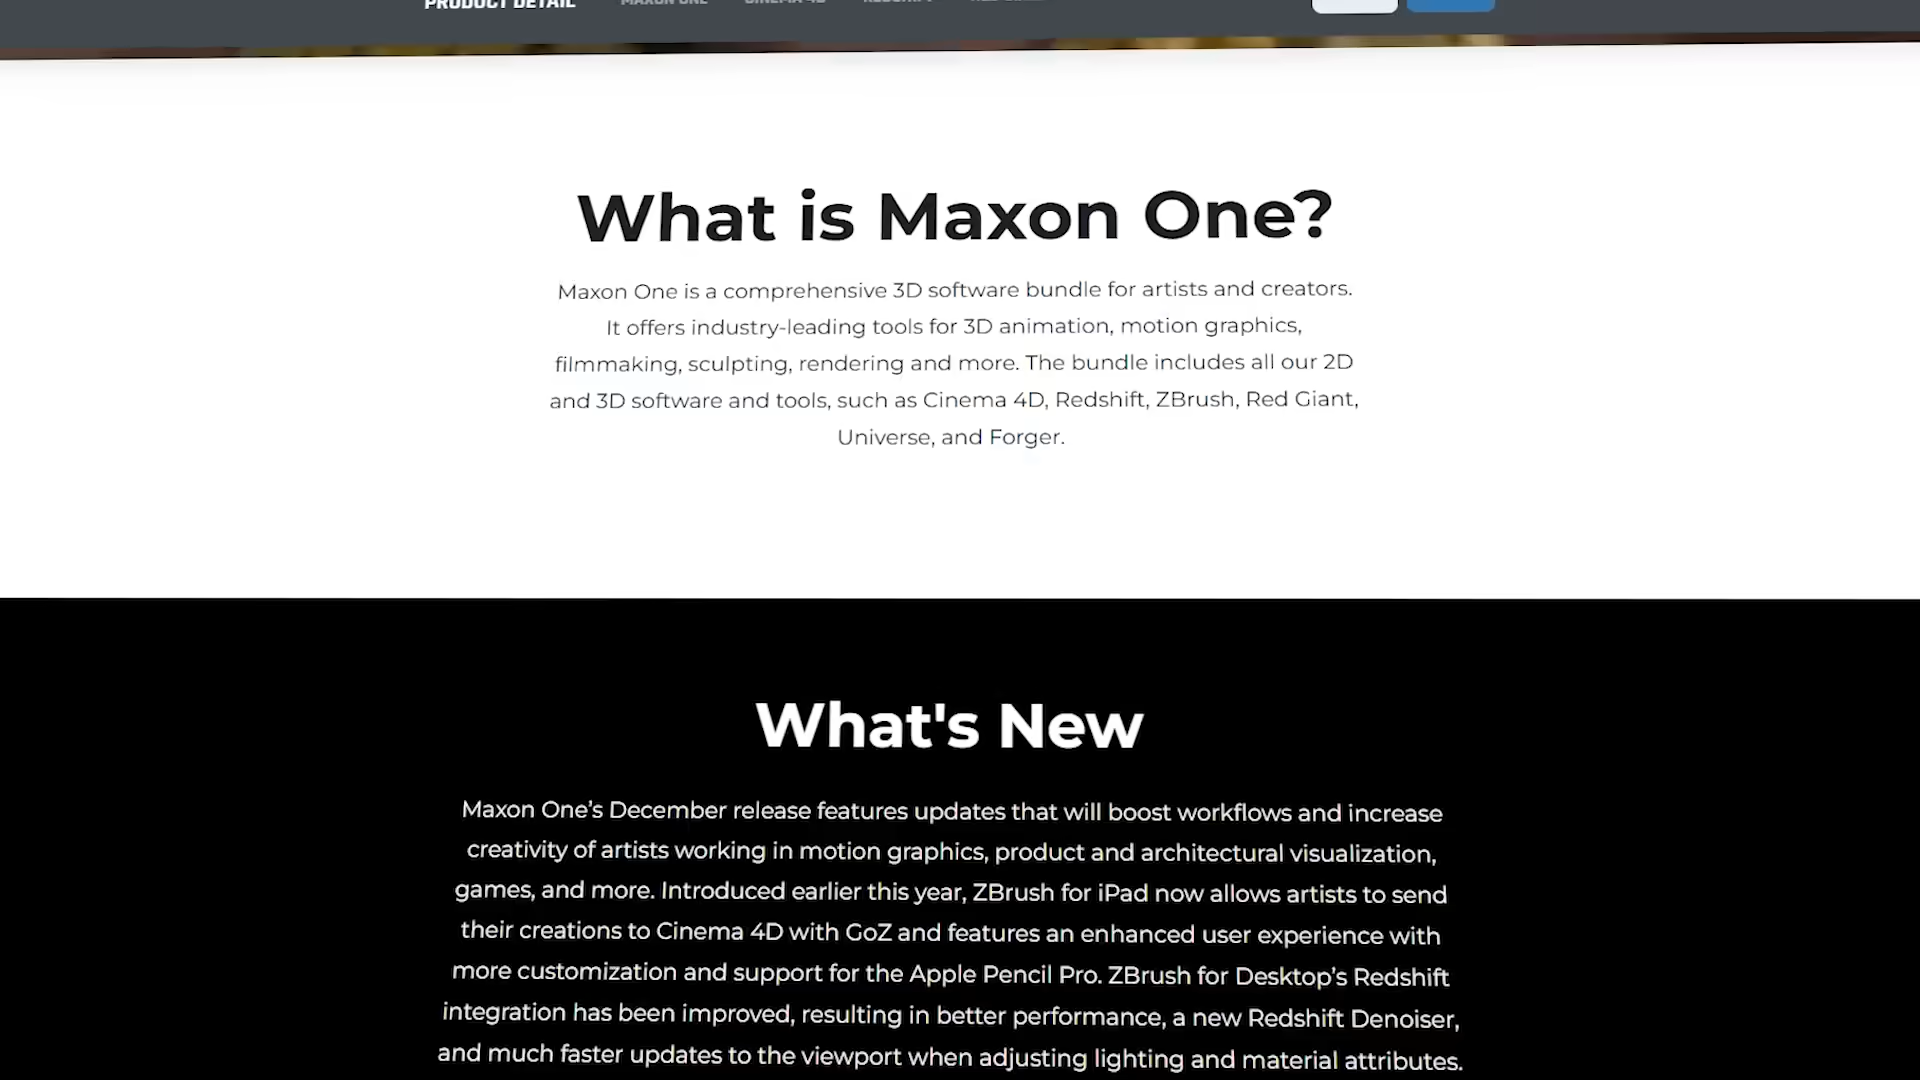 PRODUCT DETAIL MAXON ONE CINEMA 4D REDSHIFT
What is Maxon One?
Maxon One is a comprehensive 3D software bundle for artists and creators.
It offers industry-leading tools for 3D animation, motion graphics,
filmmaking, sculpting, rendering and more. The bundle includes all our 2D
and 3D software and tools, such as Cinema 4D, Redshift, ZBrush, Red Giant,
Universe, and Forger.
What's New
Maxon One’s December release features updates that will boost workflows and increase
creativity of artists working in motion graphics, product and architectural visualization,
games, and more. Introduced earlier this year, ZBrush for iPad now allows artists to send
their creations to Cinema 4D with GoZ and features an enhanced user experience with
more customization and support for the Apple Pencil Pro. ZBrush for Desktop’s Redshift
integration has been improved, resulting in better performance, a new Redshift Denoiser,
and much faster updates to the viewport when adjusting lighting and material attributes.